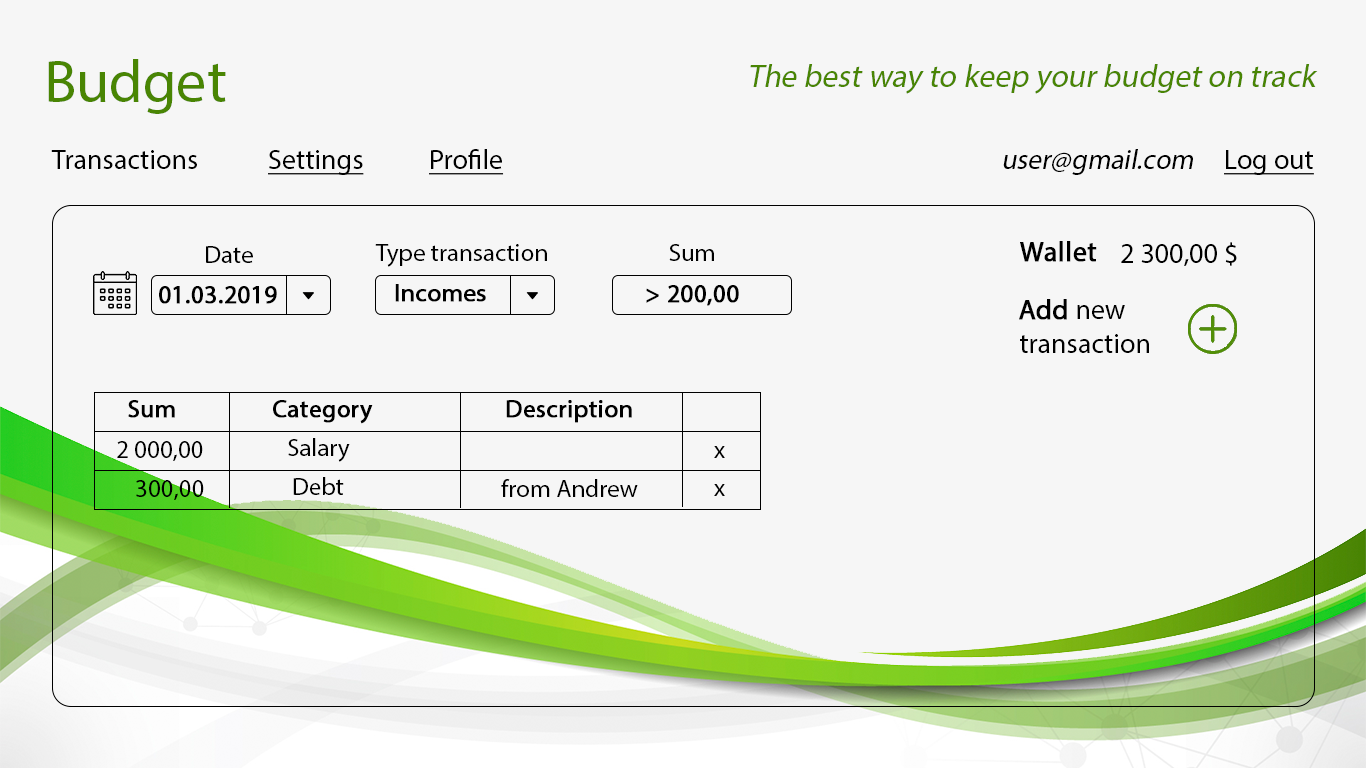 Budget
The best way to keep your budget on track
Transactions Settings Profile user@gmail.com Log out
Date Type transaction Sum
01.03.2019 Incomes > 200,00
Wallet 2 300,00 $
Add new
transaction
Sum Category Description
2 000,00 Salary x
300,00 Debt from Andrew x